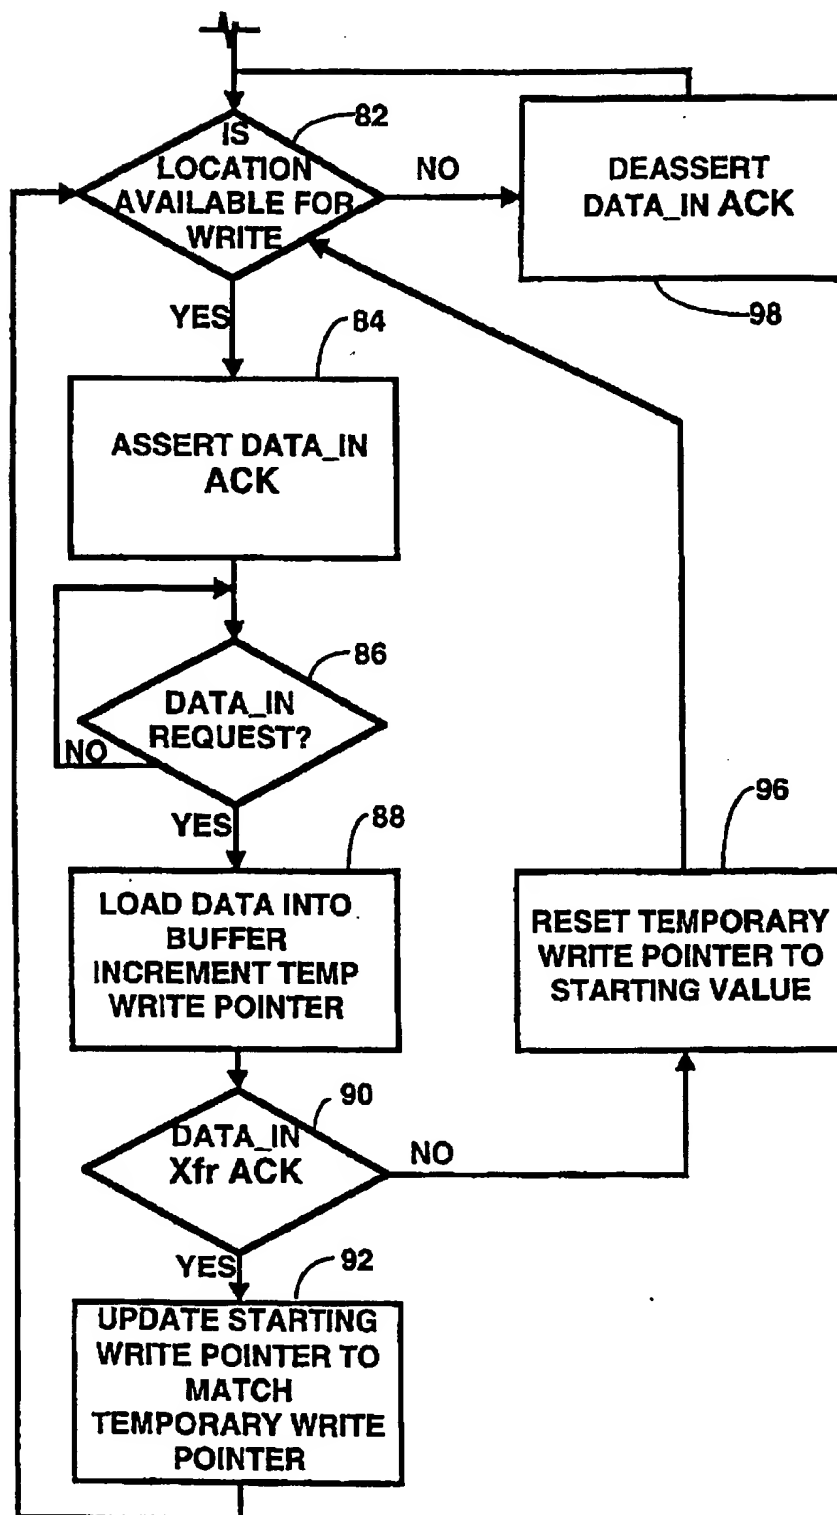 82
IS
LOCATION
AVAILABLE FOR
WRITE
NO
DEASSERT
DATA_IN ACK
98
YES
84
ASSERT DATA_IN
ACK
86
DATA_IN
REQUEST?
NO
YES
88
LOAD DATA INTO
BUFFER
INCREMENT TEMP
WRITE POINTER
96
RESET TEMPORARY
WRITE POINTER TO
STARTING VALUE
90
DATA_IN
Xfr ACK
NO
YES
92
UPDATE STARTING
WRITE POINTER TO
MATCH
TEMPORARY WRITE
POINTER